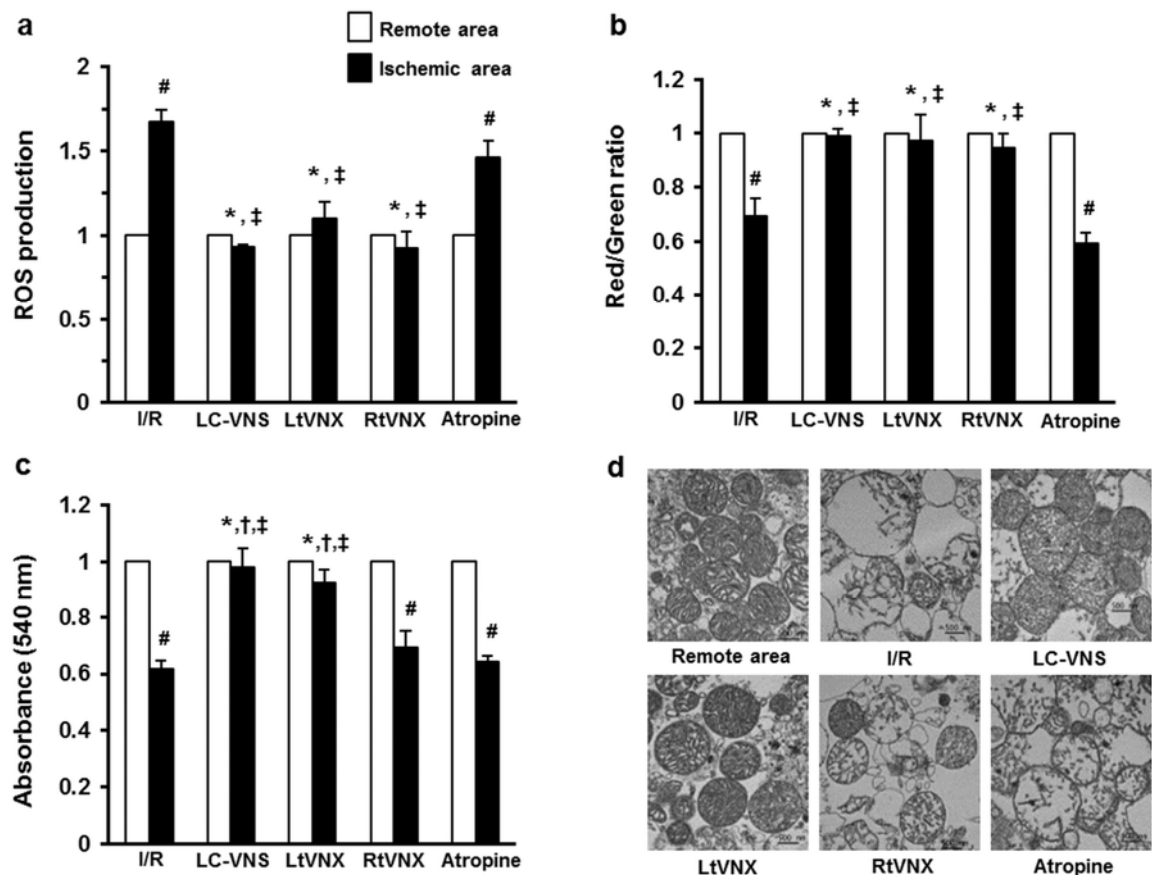 a
Remote area
Ischemic area
ROS production
2
1.5
1
0.5
0
#
*, ‡
*, ‡
*, ‡
#
I/R
LC-VNS
LtVNX
RtVNX
Atropine
b
Red/Green ratio
1.2
1
0.8
0.6
0.4
0.2
0
#
*, ‡
*, ‡
*, ‡
#
I/R
LC-VNS
LtVNX
RtVNX
Atropine
c
Absorbance (540 nm)
1.2
1
0.8
0.6
0.4
0.2
0
#
*,†,‡
*,†,‡
#
#
I/R
LC-VNS
LtVNX
RtVNX
Atropine
d
500
500 nm
Remote area
I/R
LC-VNS
LtVNX
RtVNX
Atropine